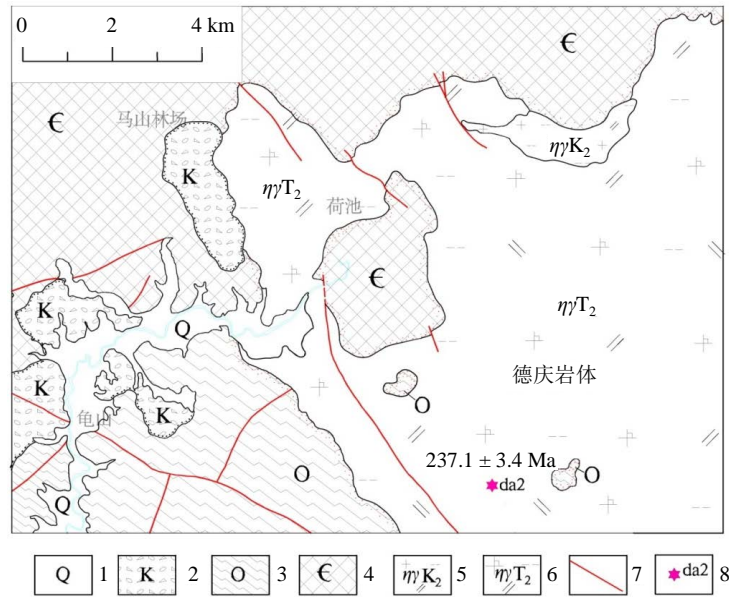 0 2 4 km
Є
Є
马山林场
ηγK₂
K
ηγT₂
荷池
Є
K
Q
ηγT₂
德庆岩体
K
龟山
K
O
237.1 ± 3.4 Ma
O
da2
O
Q
Q 1 K 2 O 3 Є 4 ηγK₂ 5 ηγT₂ 6 7 da2 8